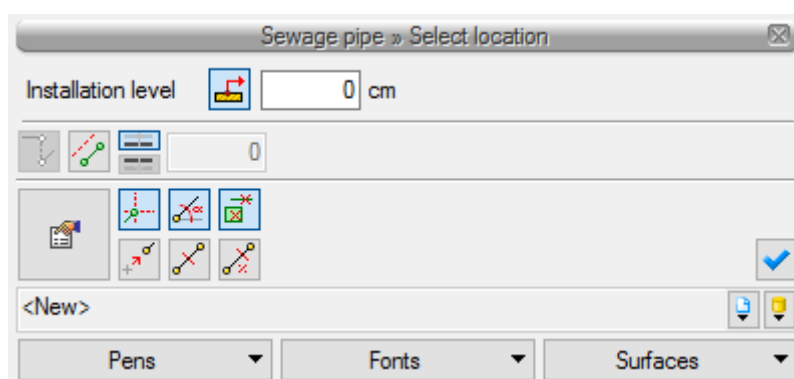 Sewage pipe » Select location
Installation level 0 cm
0
<New>
Pens Fonts Surfaces